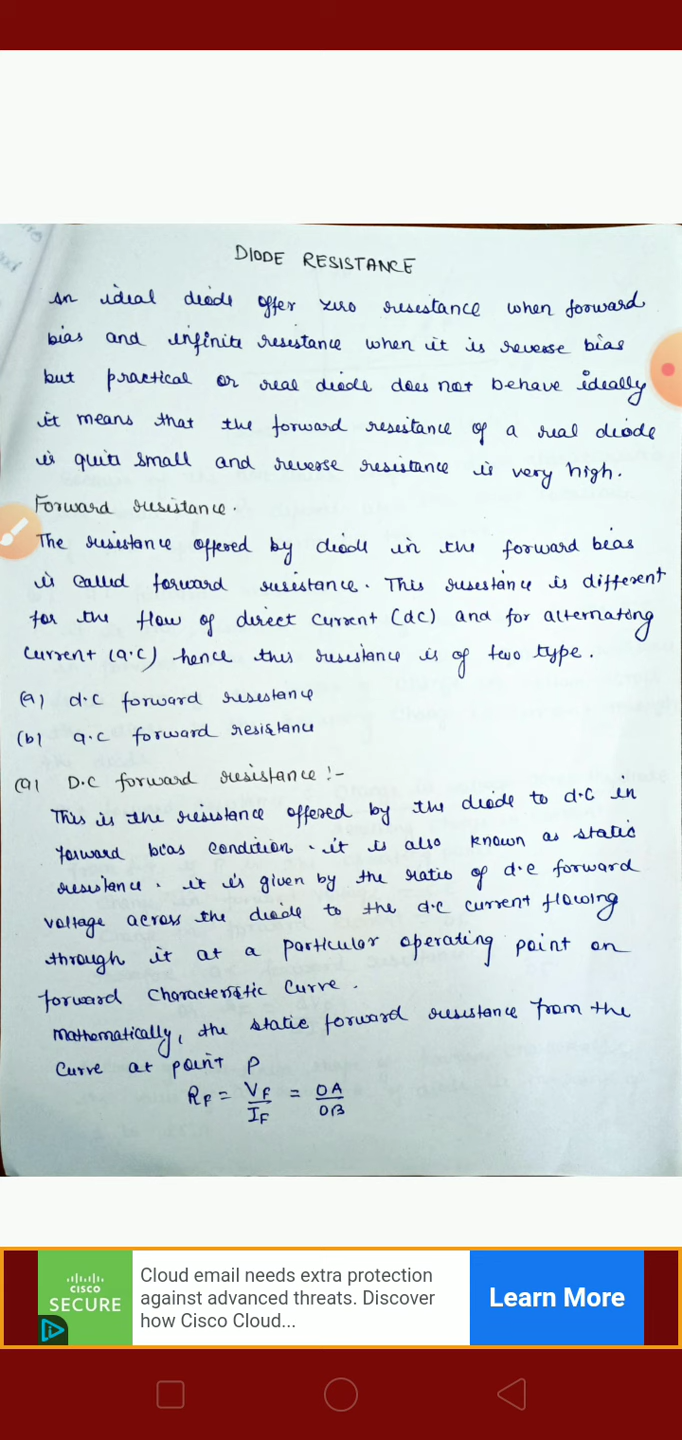 DIODE RESISTANCE
An ideal diode offer zero resistance when forward
bias and infinite resistance when it is reverse bias
but practical or real diode does not behave ideally
it means that the forward resistance of a real diode
is quite small and reverse resistance is very high.
Forward resistance.
The resistance offered by diode in the forward bias
is called forward resistance. This resistance is different
for the flow of direct current (dc) and for alternating
current (a.c) hence this resistance is of two type.
(a) d.c forward resistance
(b) a.c forward resistance
(a) D.C forward resistance :-
This is the resistance offered by the diode to d.c in
forward bias condition. it is also known as static
resistance. it is given by the ratio of d.c forward
voltage across the diode to the d.c current flowing
through it at a particular operating point on
forward characteristic curve.
mathematically, the static forward resistance from the
curve at point P
RF = VF/IF = OA/OB
CISCO
SECURE
Cloud email needs extra protection
against advanced threats. Discover
how Cisco Cloud...
Learn More